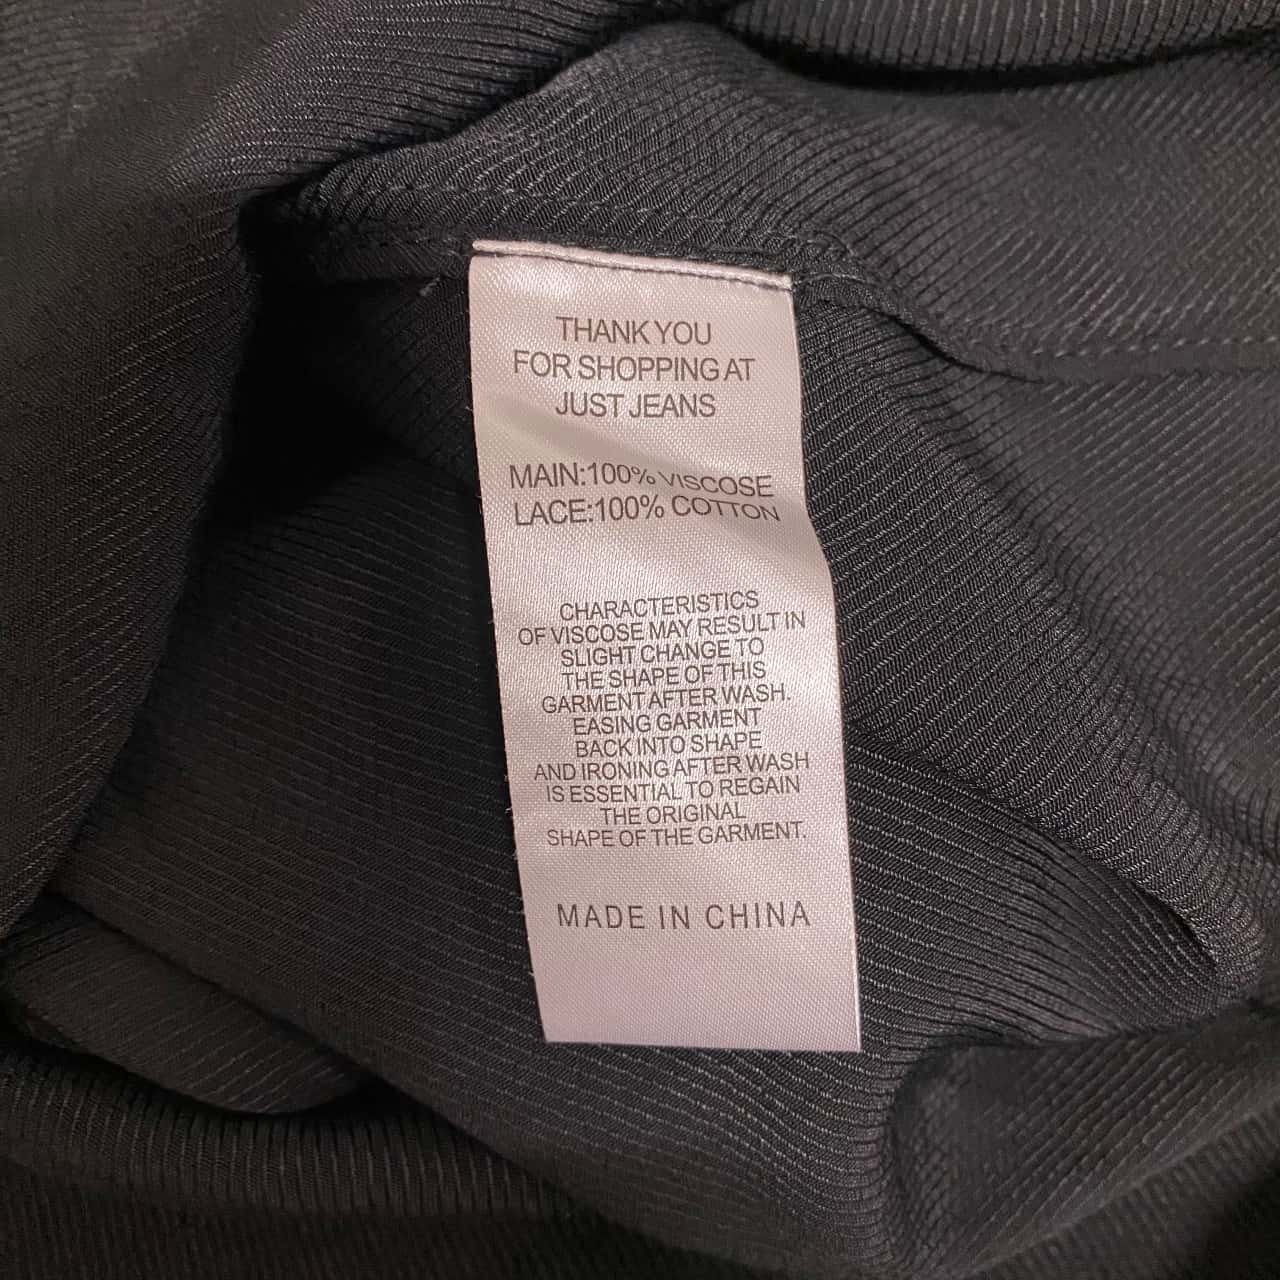 THANK YOU
FOR SHOPPING AT
JUST JEANS
MAIN:100% VISCOSE
LACE:100% COTTON
CHARACTERISTICS
OF VISCOSE MAY RESULT IN
SLIGHT CHANGE TO
THE SHAPE OF THIS
GARMENT AFTER WASH.
EASING GARMENT
BACK INTO SHAPE
AND IRONING AFTER WASH
IS ESSENTIAL TO REGAIN
THE ORIGINAL
SHAPE OF THE GARMENT.
MADE IN CHINA